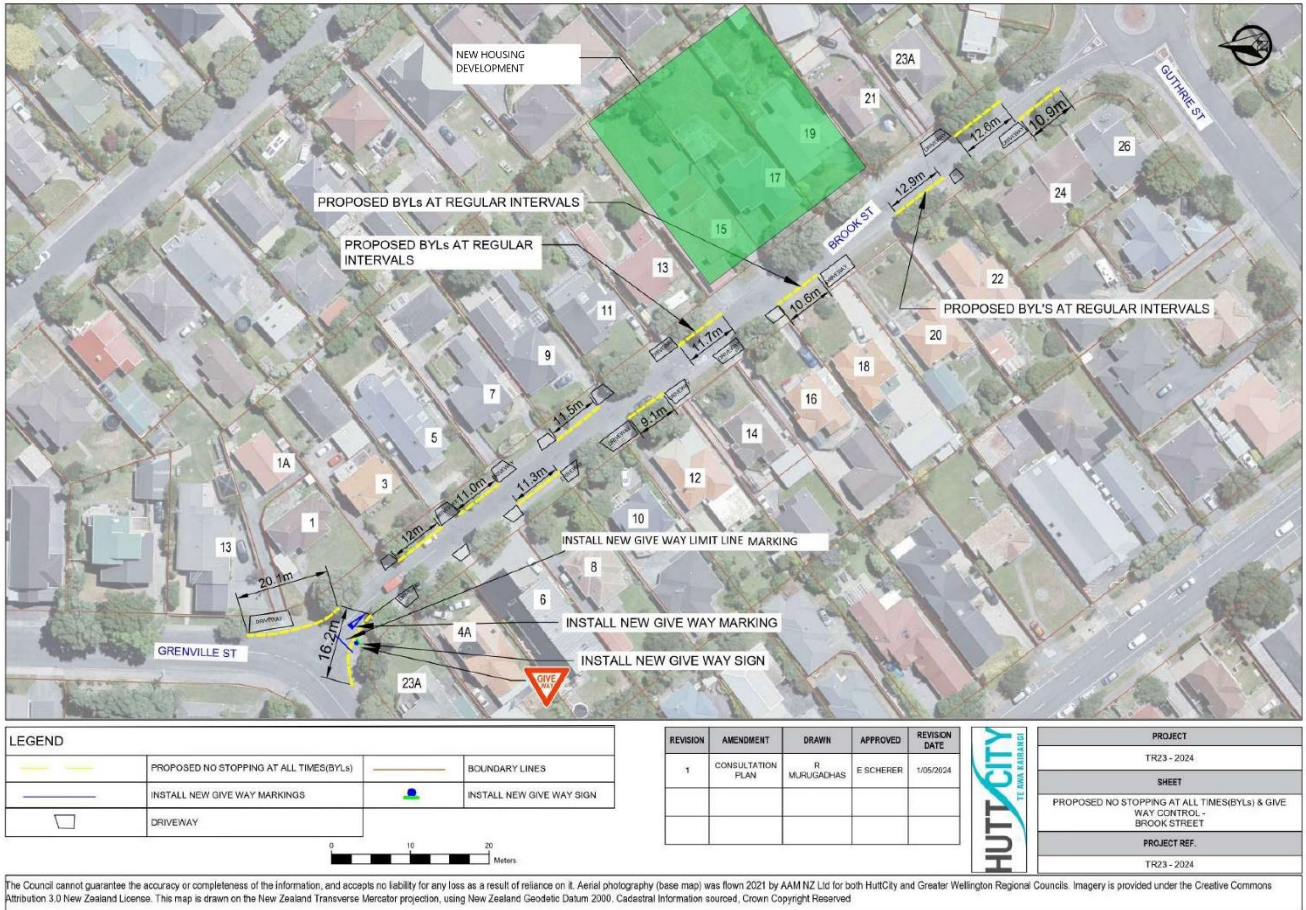 NEW HOUSING
DEVELOPMENT
23A
21
GUTHRIE ST
19
17
15
DRIVEWAY
12.6m
DRIVEWAY
10.9m
26
24
12.9m
BROOK ST
PROPOSED BYLs AT REGULAR INTERVALS
PROPOSED BYLs AT REGULAR
INTERVALS
13
11
9
7
5
3
1A
1
13
DRIVEWAY
10.6m
22
PROPOSED BYL'S AT REGULAR INTERVALS
20
18
16
14
12
10
8
6
4A
23A
DRIVEWAY
11.7m
DRIVEWAY
11.5m
DRIVEWAY
9.1m
DRIVEWAY
DRIVEWAY
11.0m
11.3m
12m
INSTALL NEW GIVE WAY LIMIT LINE MARKING
INSTALL NEW GIVE WAY MARKING
INSTALL NEW GIVE WAY SIGN
GIVE
WAY
20.1m
DRIVEWAY
16.2m
GRENVILLE ST
LEGEND
PROPOSED NO STOPPING AT ALL TIMES(BYLs)
BOUNDARY LINES
INSTALL NEW GIVE WAY MARKINGS
INSTALL NEW GIVE WAY SIGN
DRIVEWAY
0 10 20
Meters
REVISION AMENDMENT DRAWN APPROVED REVISION DATE
1 CONSULTATION PLAN R MURUGADHAS E SCHERER 1/05/2024
HUTT CITY
TE AWA KAIRANGI
PROJECT
TR23 - 2024
SHEET
PROPOSED NO STOPPING AT ALL TIMES(BYLs) & GIVE
WAY CONTROL -
BROOK STREET
PROJECT REF.
TR23 - 2024
The Council cannot guarantee the accuracy or completeness of the information, and accepts no liability for any loss as a result of reliance on it. Aerial photography (base map) was flown 2021 by AAM NZ Ltd for both HuttCity and Greater Wellington Regional Councils. Imagery is provided under the Creative Commons
Attribution 3.0 New Zealand License. This map is drawn on the New Zealand Transverse Mercator projection, using New Zealand Geodetic Datum 2000. Cadastral Information sourced, Crown Copyright Reserved